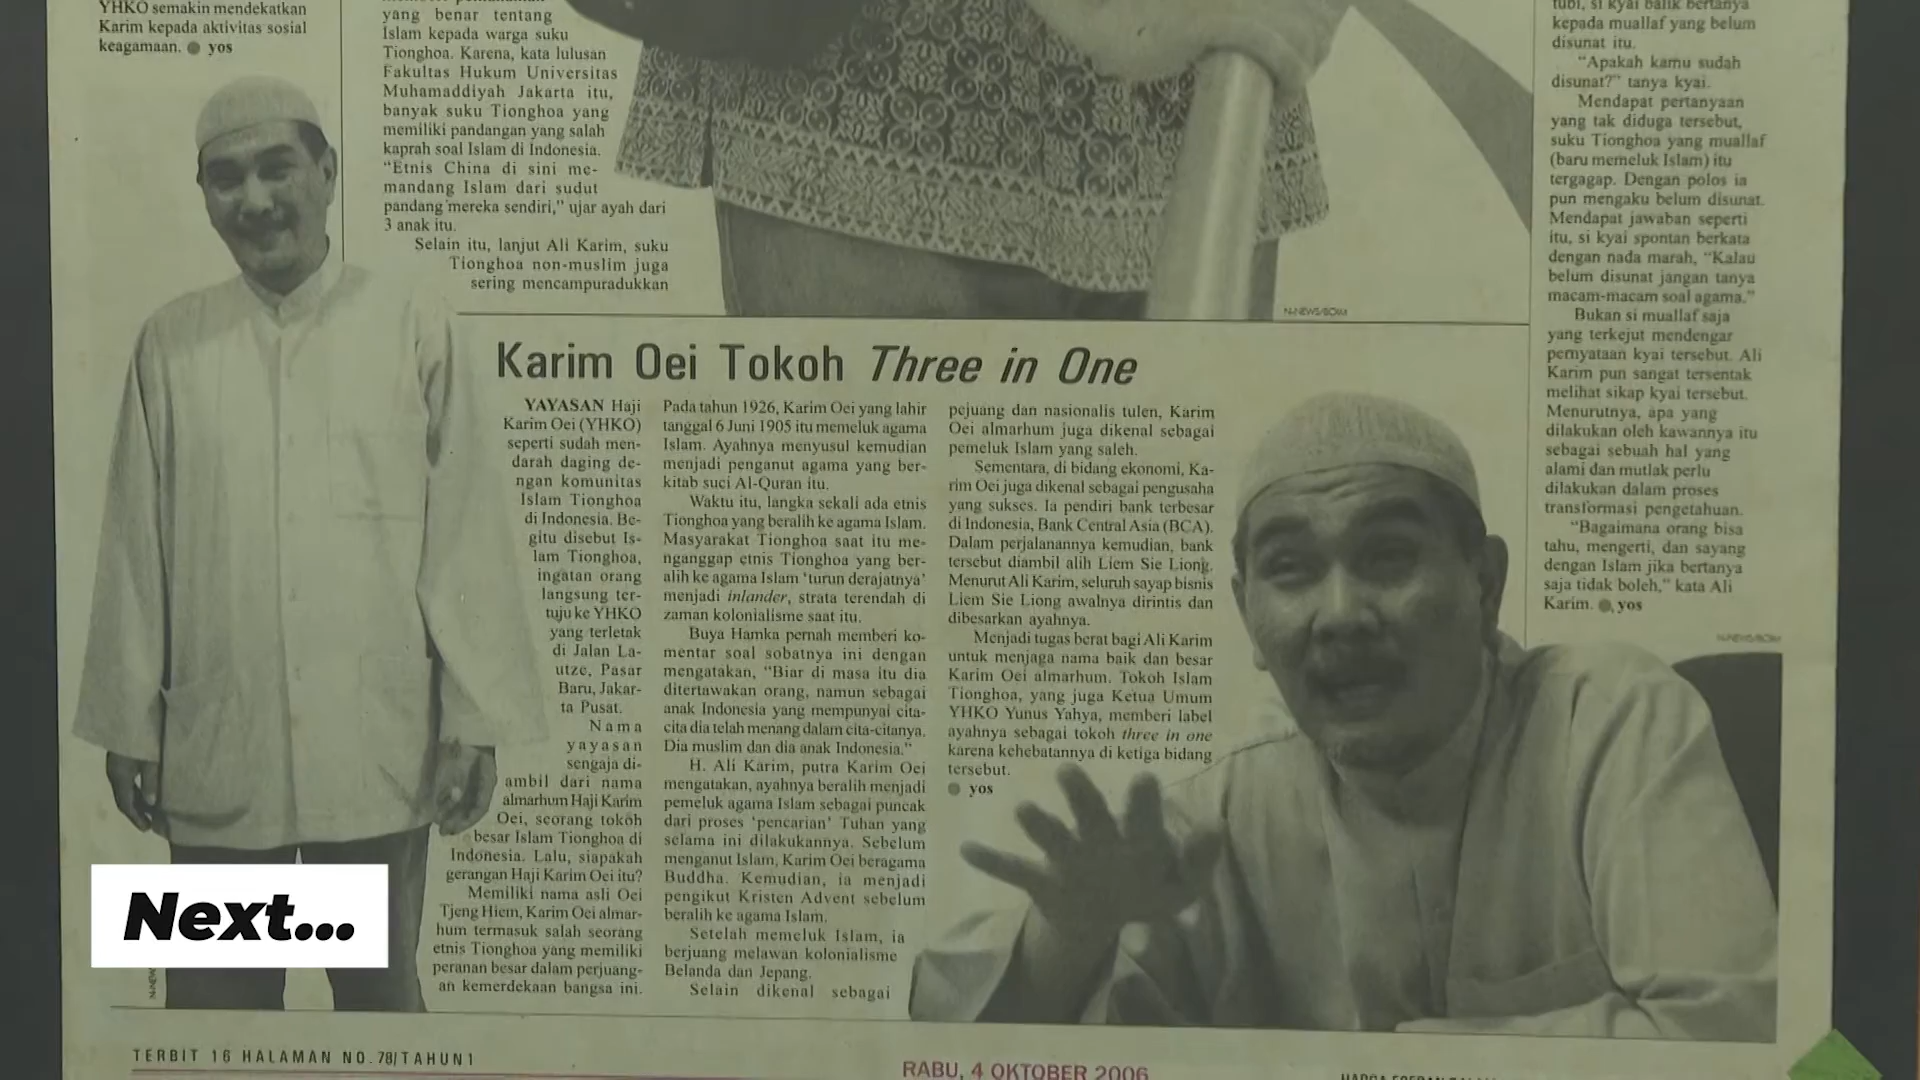 YHKO semakin mendekatkan
Karim kepada aktivitas sosial
keagamaan. yos
yang benar tentang
Islam kepada warga suku
Tionghoa. Karena, kata lulusan
Fakultas Hukum Universitas
Muhamaddiyah Jakarta itu,
banyak suku Tionghoa yang
memiliki pandangan yang salah
kaprah soal Islam di Indonesia.
“Etnis China di sini me-
mandang Islam dari sudut
pandang mereka sendiri,” ujar ayah dari
3 anak itu.
Selain itu, lanjut Ali Karim, suku
Tionghoa non-muslim juga
sering mencampuradukkan
N-NEWS/BOIM
Karim Oei Tokoh Three in One
YAYASAN Haji
Karim Oei (YHKO)
seperti sudah men-
darah daging de-
ngan komunitas
Islam Tionghoa
di Indonesia. Be-
gitu disebut Is-
lam Tionghoa,
ingatan orang
langsung ter-
tuju ke YHKO
yang terletak
di Jalan La-
utze, Pasar
Baru, Jakar-
ta Pusat.
Nama
yayasan
sengaja di-
ambil dari nama
almarhum Haji Karim
Oei, seorang tokoh
besar Islam Tionghoa di
Indonesia. Lalu, siapakah
gerangan Haji Karim Oei itu?
Memiliki nama asli Oei
Tjeng Hiem, Karim Oei almar-
hum termasuk salah seorang
etnis Tionghoa yang memiliki
peranan besar dalam perjuang-
an kemerdekaan bangsa ini.
Pada tahun 1926, Karim Oei yang lahir
tanggal 6 Juni 1905 itu memeluk agama
Islam. Ayahnya menyusul kemudian
menjadi penganut agama yang ber-
kitab suci Al-Quran itu.
Waktu itu, langka sekali ada etnis
Tionghoa yang beralih ke agama Islam.
Masyarakat Tionghoa saat itu me-
nganggap etnis Tionghoa yang ber-
alih ke agama Islam ‘turun derajatnya’
menjadi inlander, strata terendah di
zaman kolonialisme saat itu.
Buya Hamka pernah memberi ko-
mentar soal sobatnya ini dengan
mengatakan, “Biar di masa itu dia
ditertawakan orang, namun sebagai
anak Indonesia yang mempunyai cita-
cita dia telah menang dalam cita-citanya.
Dia muslim dan dia anak Indonesia.”
H. Ali Karim, putra Karim Oei
mengatakan, ayahnya beralih menjadi
pemeluk agama Islam sebagai puncak
dari proses ‘pencarian’ Tuhan yang
selama ini dilakukannya. Sebelum
menganut Islam, Karim Oei beragama
Buddha. Kemudian, ia menjadi
pengikut Kristen Advent sebelum
beralih ke agama Islam.
Setelah memeluk Islam, ia
berjuang melawan kolonialisme
Belanda dan Jepang.
Selain dikenal sebagai
pejuang dan nasionalis tulen, Karim
Oei almarhum juga dikenal sebagai
pemeluk Islam yang saleh.
Sementara, di bidang ekonomi, Ka-
rim Oei juga dikenal sebagai pengusaha
yang sukses. Ia pendiri bank terbesar
di Indonesia, Bank Central Asia (BCA).
Dalam perjalanannya kemudian, bank
tersebut diambil alih Liem Sie Liong.
Menurut Ali Karim, seluruh sayap bisnis
Liem Sie Liong awalnya dirintis dan
dibesarkan ayahnya.
Menjadi tugas berat bagi Ali Karim
untuk menjaga nama baik dan besar
Karim Oei almarhum. Tokoh Islam
Tionghoa, yang juga Ketua Umum
YHKO Yunus Yahya, memberi label
ayahnya sebagai tokoh three in one
karena kehebatannya di ketiga bidang
tersebut.
yos
tubi, si kyai balik bertanya
kepada muallaf yang belum
disunat itu.
“Apakah kamu sudah
disunat?” tanya kyai.
Mendapat pertanyaan
yang tak diduga tersebut,
suku Tionghoa yang muallaf
(baru memeluk Islam) itu
tergagap. Dengan polos ia
pun mengaku belum disunat.
Mendapat jawaban seperti
itu, si kyai spontan berkata
dengan nada marah, “Kalau
belum disunat jangan tanya
macam-macam soal agama.”
Bukan si muallaf saja
yang terkejut mendengar
pernyataan kyai tersebut. Ali
Karim pun sangat tersentak
melihat sikap kyai tersebut.
Menurutnya, apa yang
dilakukan oleh kawannya itu
sebagai sebuah hal yang
alami dan mutlak perlu
dilakukan dalam proses
transformasi pengetahuan.
“Bagaimana orang bisa
tahu, mengerti, dan sayang
dengan Islam jika bertanya
saja tidak boleh,” kata Ali
Karim. yos
N-NEWS/BOIM
Next...
TERBIT 16 HALAMAN NO. 78/TAHUN1
RABU, 4 OKTOBER 2006